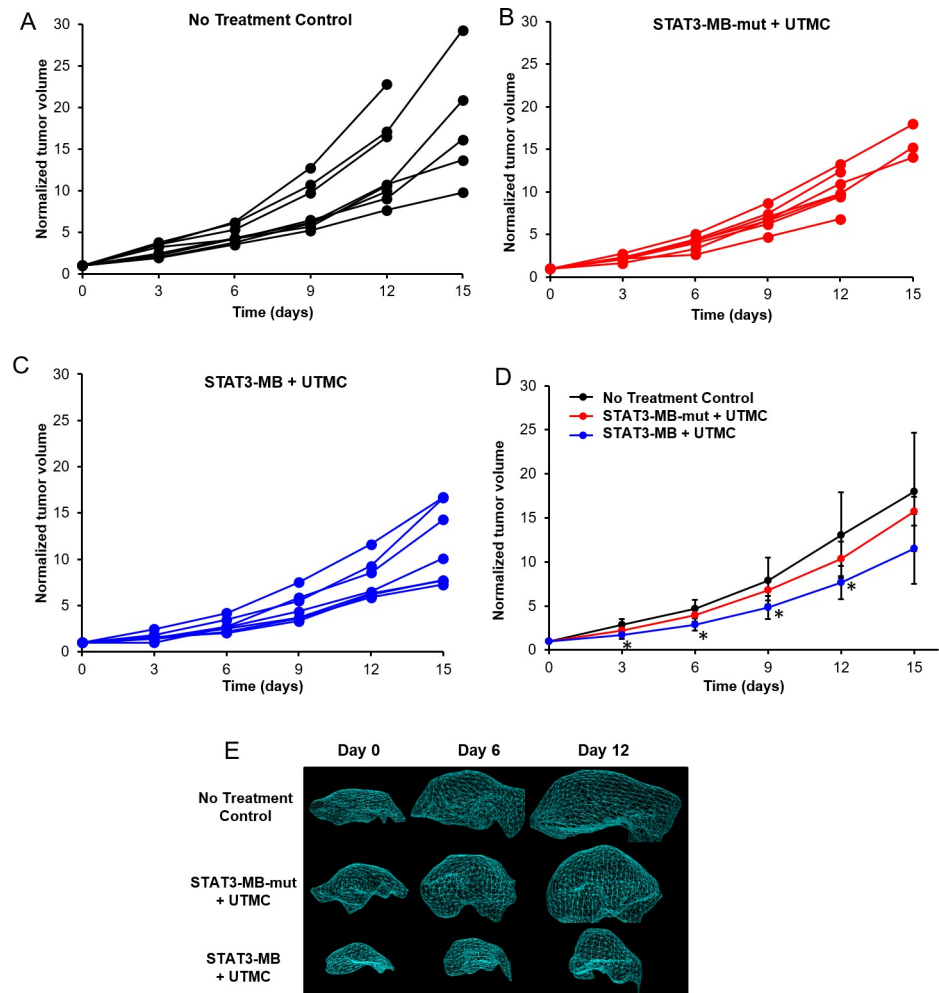 A
No Treatment Control
Normalized tumor volume
30
25
20
15
10
5
0
0 3 6 9 12 15
Time (days)
B
STAT3-MB-mut + UTMC
Normalized tumor volume
30
25
20
15
10
5
0
0 3 6 9 12 15
Time (days)
C
STAT3-MB + UTMC
Normalized tumor volume
30
25
20
15
10
5
0
0 3 6 9 12 15
Time (days)
D
No Treatment Control
STAT3-MB-mut + UTMC
STAT3-MB + UTMC
Normalized tumor volume
30
25
20
15
10
5
0
* * * *
0 3 6 9 12 15
Time (days)
E
Day 0 Day 6 Day 12
No Treatment
Control
STAT3-MB-mut
+ UTMC
STAT3-MB
+ UTMC